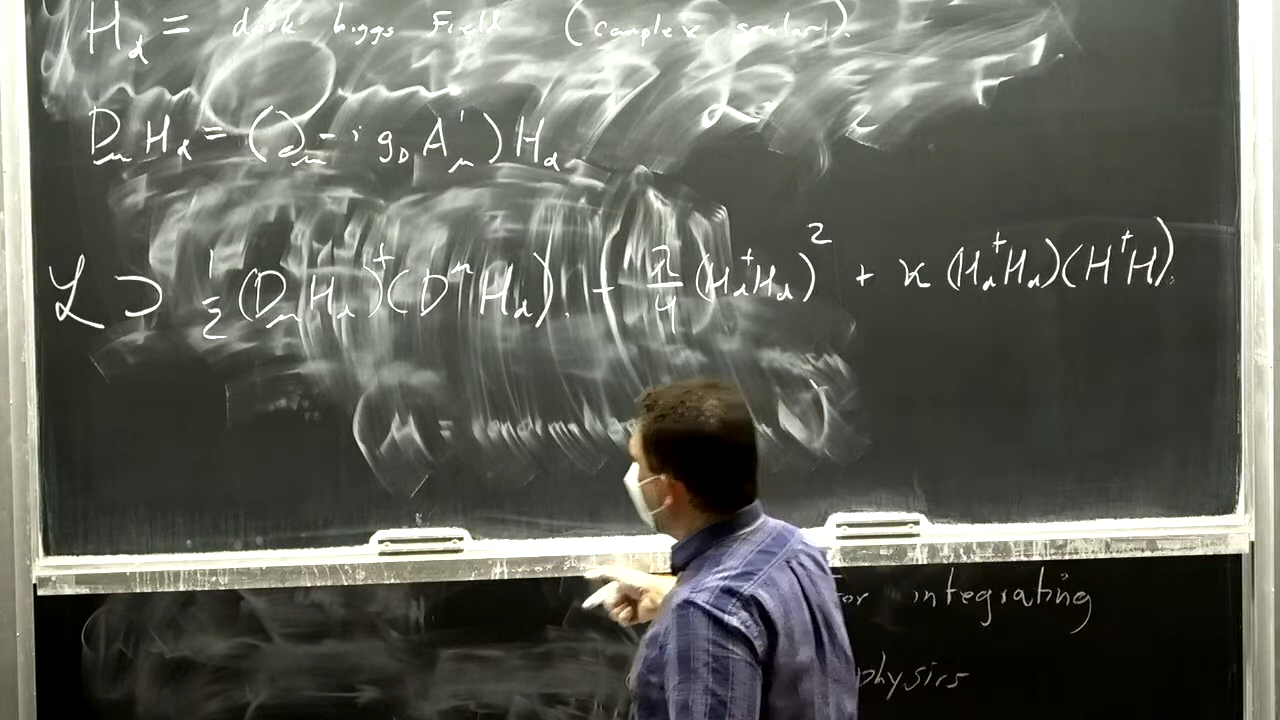 H_d = dark higgs field (complex scalar).
D_μ H_d = (∂_μ - i g_D A'_μ) H_d
ℒ ⊃ 1/2 (D_μ H_d)^† (D^μ H_d) - λ/4 (H_d^† H_d)^2 + κ (H_d^† H_d)(H^† H)
for integrating
physics